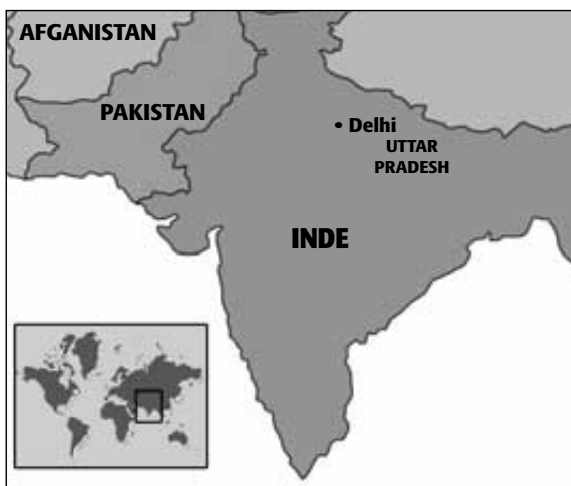 AFGANISTAN
PAKISTAN
Delhi
UTTAR
PRADESH
INDE